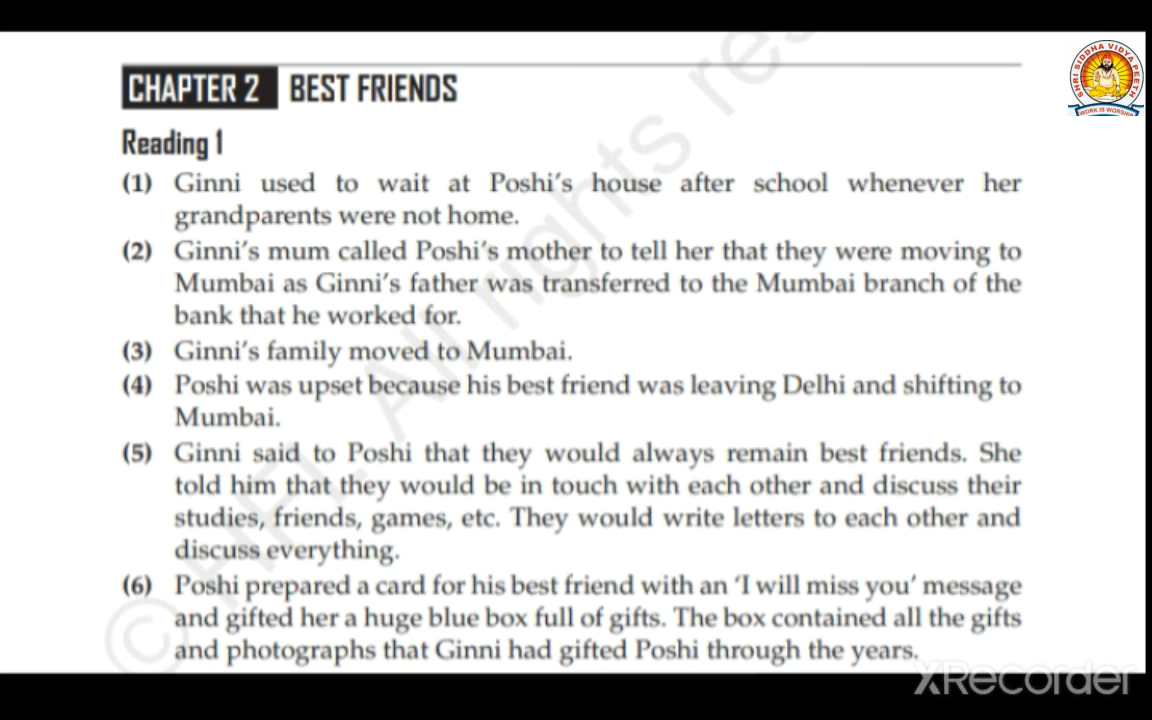 CHAPTER 2 BEST FRIENDS
Reading 1
(1) Ginni used to wait at Poshi's house after school whenever her
grandparents were not home.
(2) Ginni's mum called Poshi's mother to tell her that they were moving to
Mumbai as Ginni's father was transferred to the Mumbai branch of the
bank that he worked for.
(3) Ginni's family moved to Mumbai.
(4) Poshi was upset because his best friend was leaving Delhi and shifting to
Mumbai.
(5) Ginni said to Poshi that they would always remain best friends. She
told him that they would be in touch with each other and discuss their
studies, friends, games, etc. They would write letters to each other and
discuss everything.
(6) Poshi prepared a card for his best friend with an 'I will miss you' message
and gifted her a huge blue box full of gifts. The box contained all the gifts
and photographs that Ginni had gifted Poshi through the years.
SHRI SIDDHA VIDYA PEETH
WORK IS WORSHIP
XRecorder